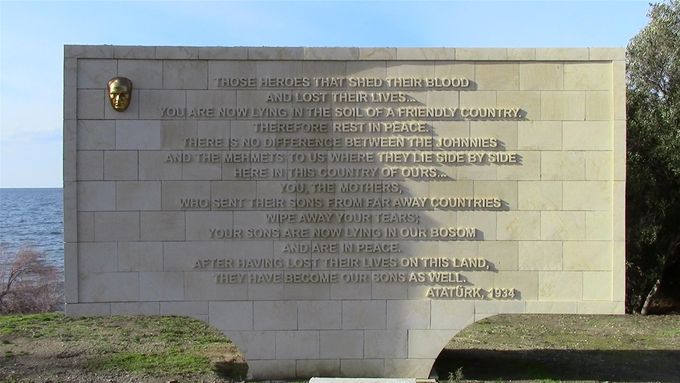 THOSE HEROES THAT SHED THEIR BLOOD
AND LOST THEIR LIVES...
YOU ARE NOW LYING IN THE SOIL OF A FRIENDLY COUNTRY.
THEREFORE REST IN PEACE.
THERE IS NO DIFFERENCE BETWEEN THE JOHNNIES
AND THE MEHMETS TO US WHERE THEY LIE SIDE BY SIDE
HERE IN THIS COUNTRY OF OURS...
YOU, THE MOTHERS,
WHO SENT THEIR SONS FROM FAR AWAY COUNTRIES
WIPE AWAY YOUR TEARS;
YOUR SONS ARE NOW LYING IN OUR BOSOM
AND ARE IN PEACE.
AFTER HAVING LOST THEIR LIVES ON THIS LAND,
THEY HAVE BECOME OUR SONS AS WELL.
ATATÜRK, 1934